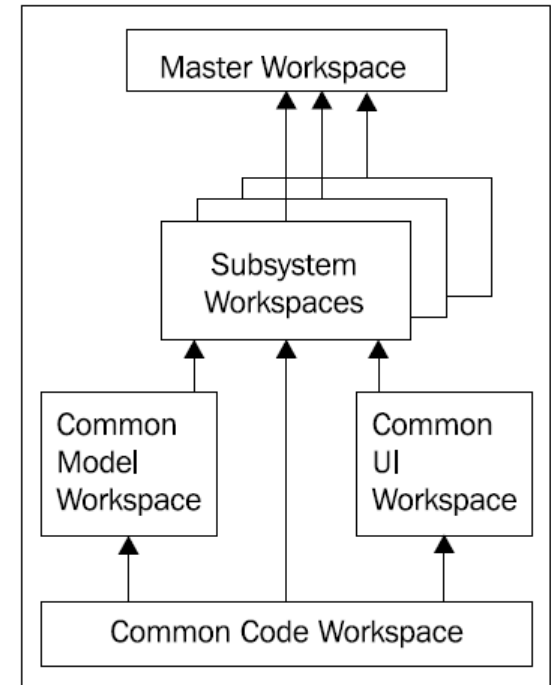 Master Workspace
Subsystem
Workspaces
Common
Model
Workspace
Common
UI
Workspace
Common Code Workspace